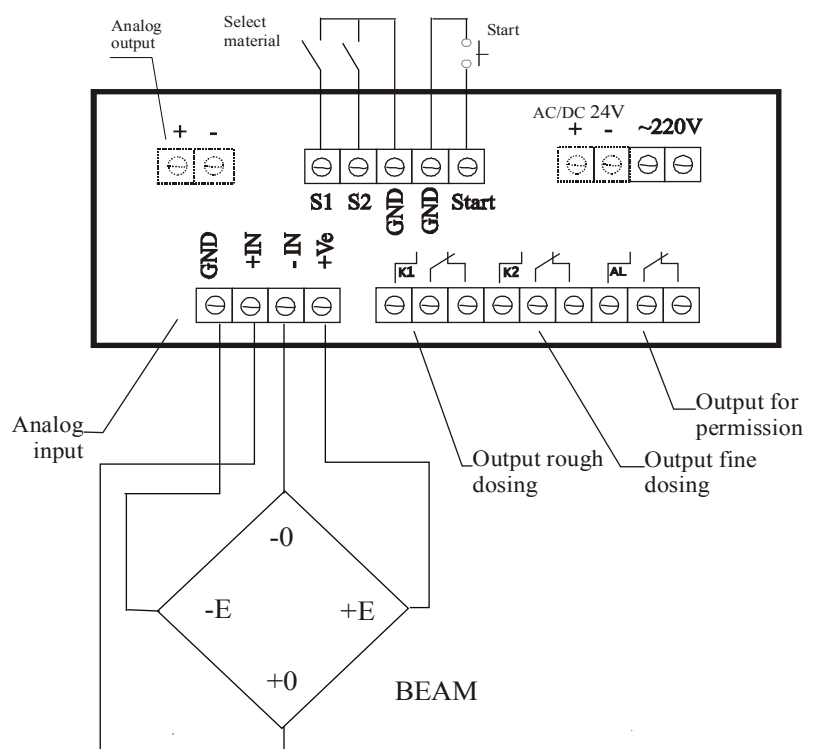 Analog
output
Select
material
Start
+ -
AC/DC 24V
+ - ~220V
S1 S2 GND GND Start
GND +IN - IN +Ve
K1 K2 AL
Analog
input
Output rough
dosing
Output fine
dosing
Output for
permission
-0
-E +E
+0
BEAM